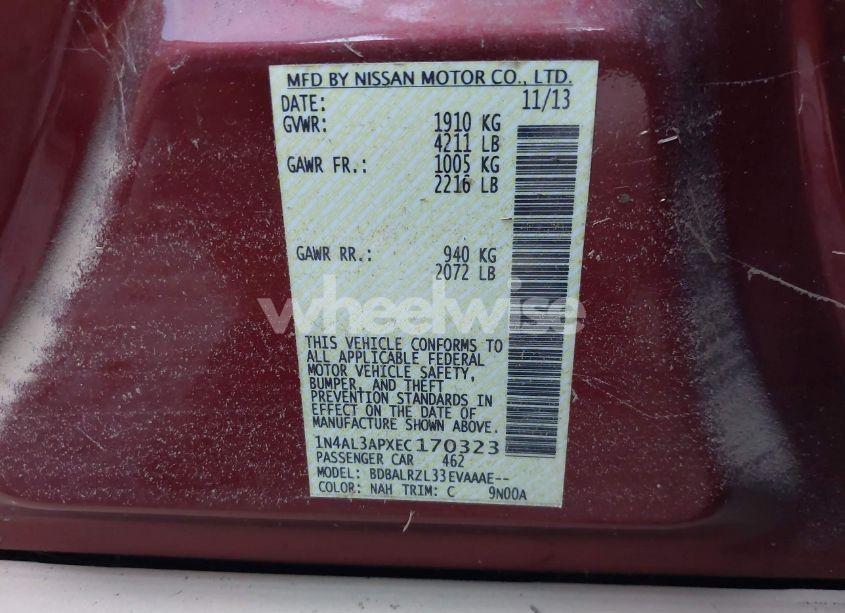 MFD BY NISSAN MOTOR CO., LTD.
DATE: 11/13
GVWR: 1910 KG
4211 LB
GAWR FR.: 1005 KG
2216 LB
GAWR RR.: 940 KG
2072 LB
wheelwise
THIS VEHICLE CONFORMS TO
ALL APPLICABLE FEDERAL
MOTOR VEHICLE SAFETY,
BUMPER, AND THEFT
PREVENTION STANDARDS IN
EFFECT ON THE DATE OF
MANUFACTURE SHOWN ABOVE.
1N4AL3APXEC170323
PASSENGER CAR 462
MODEL: BDBALRZL33EVAAAE--
COLOR: NAH TRIM: C 9N00A